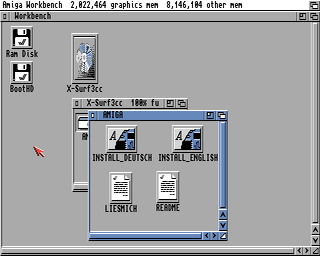 Amiga Workbench 2,022,464 graphics mem 8,146,104 other mem
Workbench
Ram Disk
BootHD
X-Surf3cc
X-Surf3cc 100% fu
AMIGA
INSTALL_DEUTSCH
INSTALL_ENGLISH
LIESMICH
README